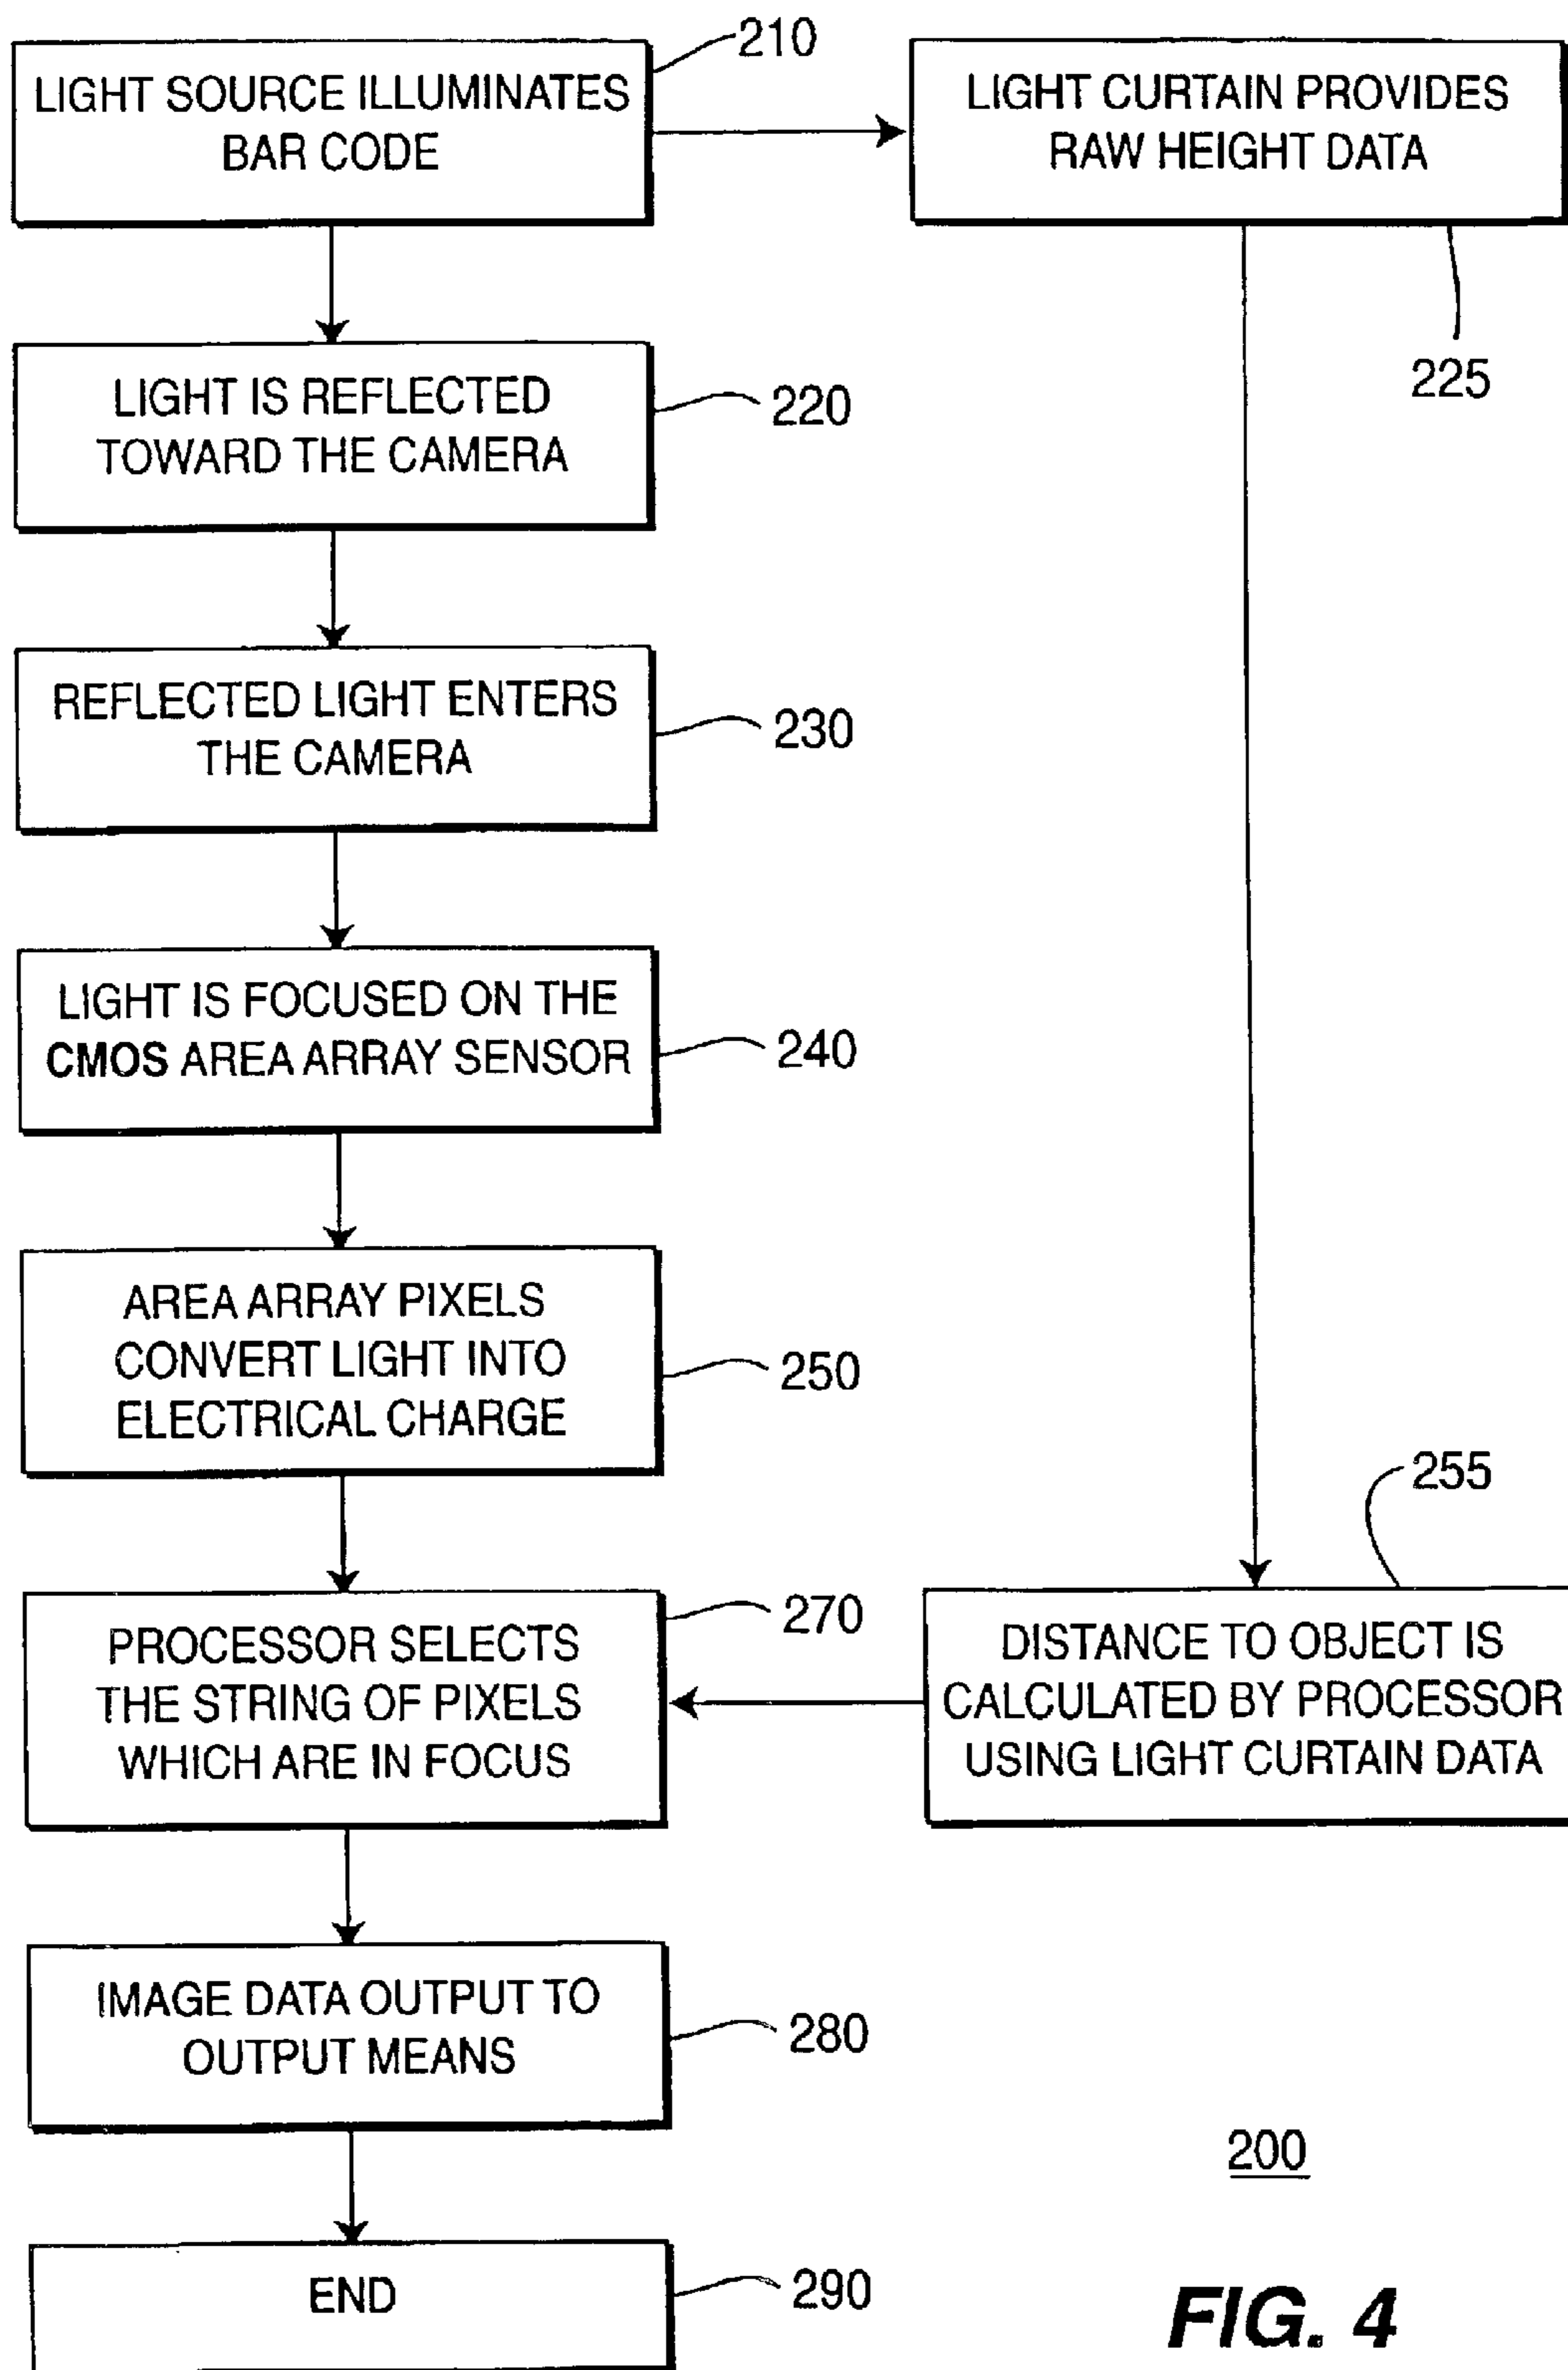 210
LIGHT SOURCE ILLUMINATES
BAR CODE
LIGHT CURTAIN PROVIDES
RAW HEIGHT DATA
225
LIGHT IS REFLECTED
TOWARD THE CAMERA
220
REFLECTED LIGHT ENTERS
THE CAMERA
230
LIGHT IS FOCUSED ON THE
CMOS AREA ARRAY SENSOR
240
AREA ARRAY PIXELS
CONVERT LIGHT INTO
ELECTRICAL CHARGE
250
255
PROCESSOR SELECTS
THE STRING OF PIXELS
WHICH ARE IN FOCUS
270
DISTANCE TO OBJECT IS
CALCULATED BY PROCESSOR
USING LIGHT CURTAIN DATA
IMAGE DATA OUTPUT TO
OUTPUT MEANS
280
200
END
290
FIG. 4